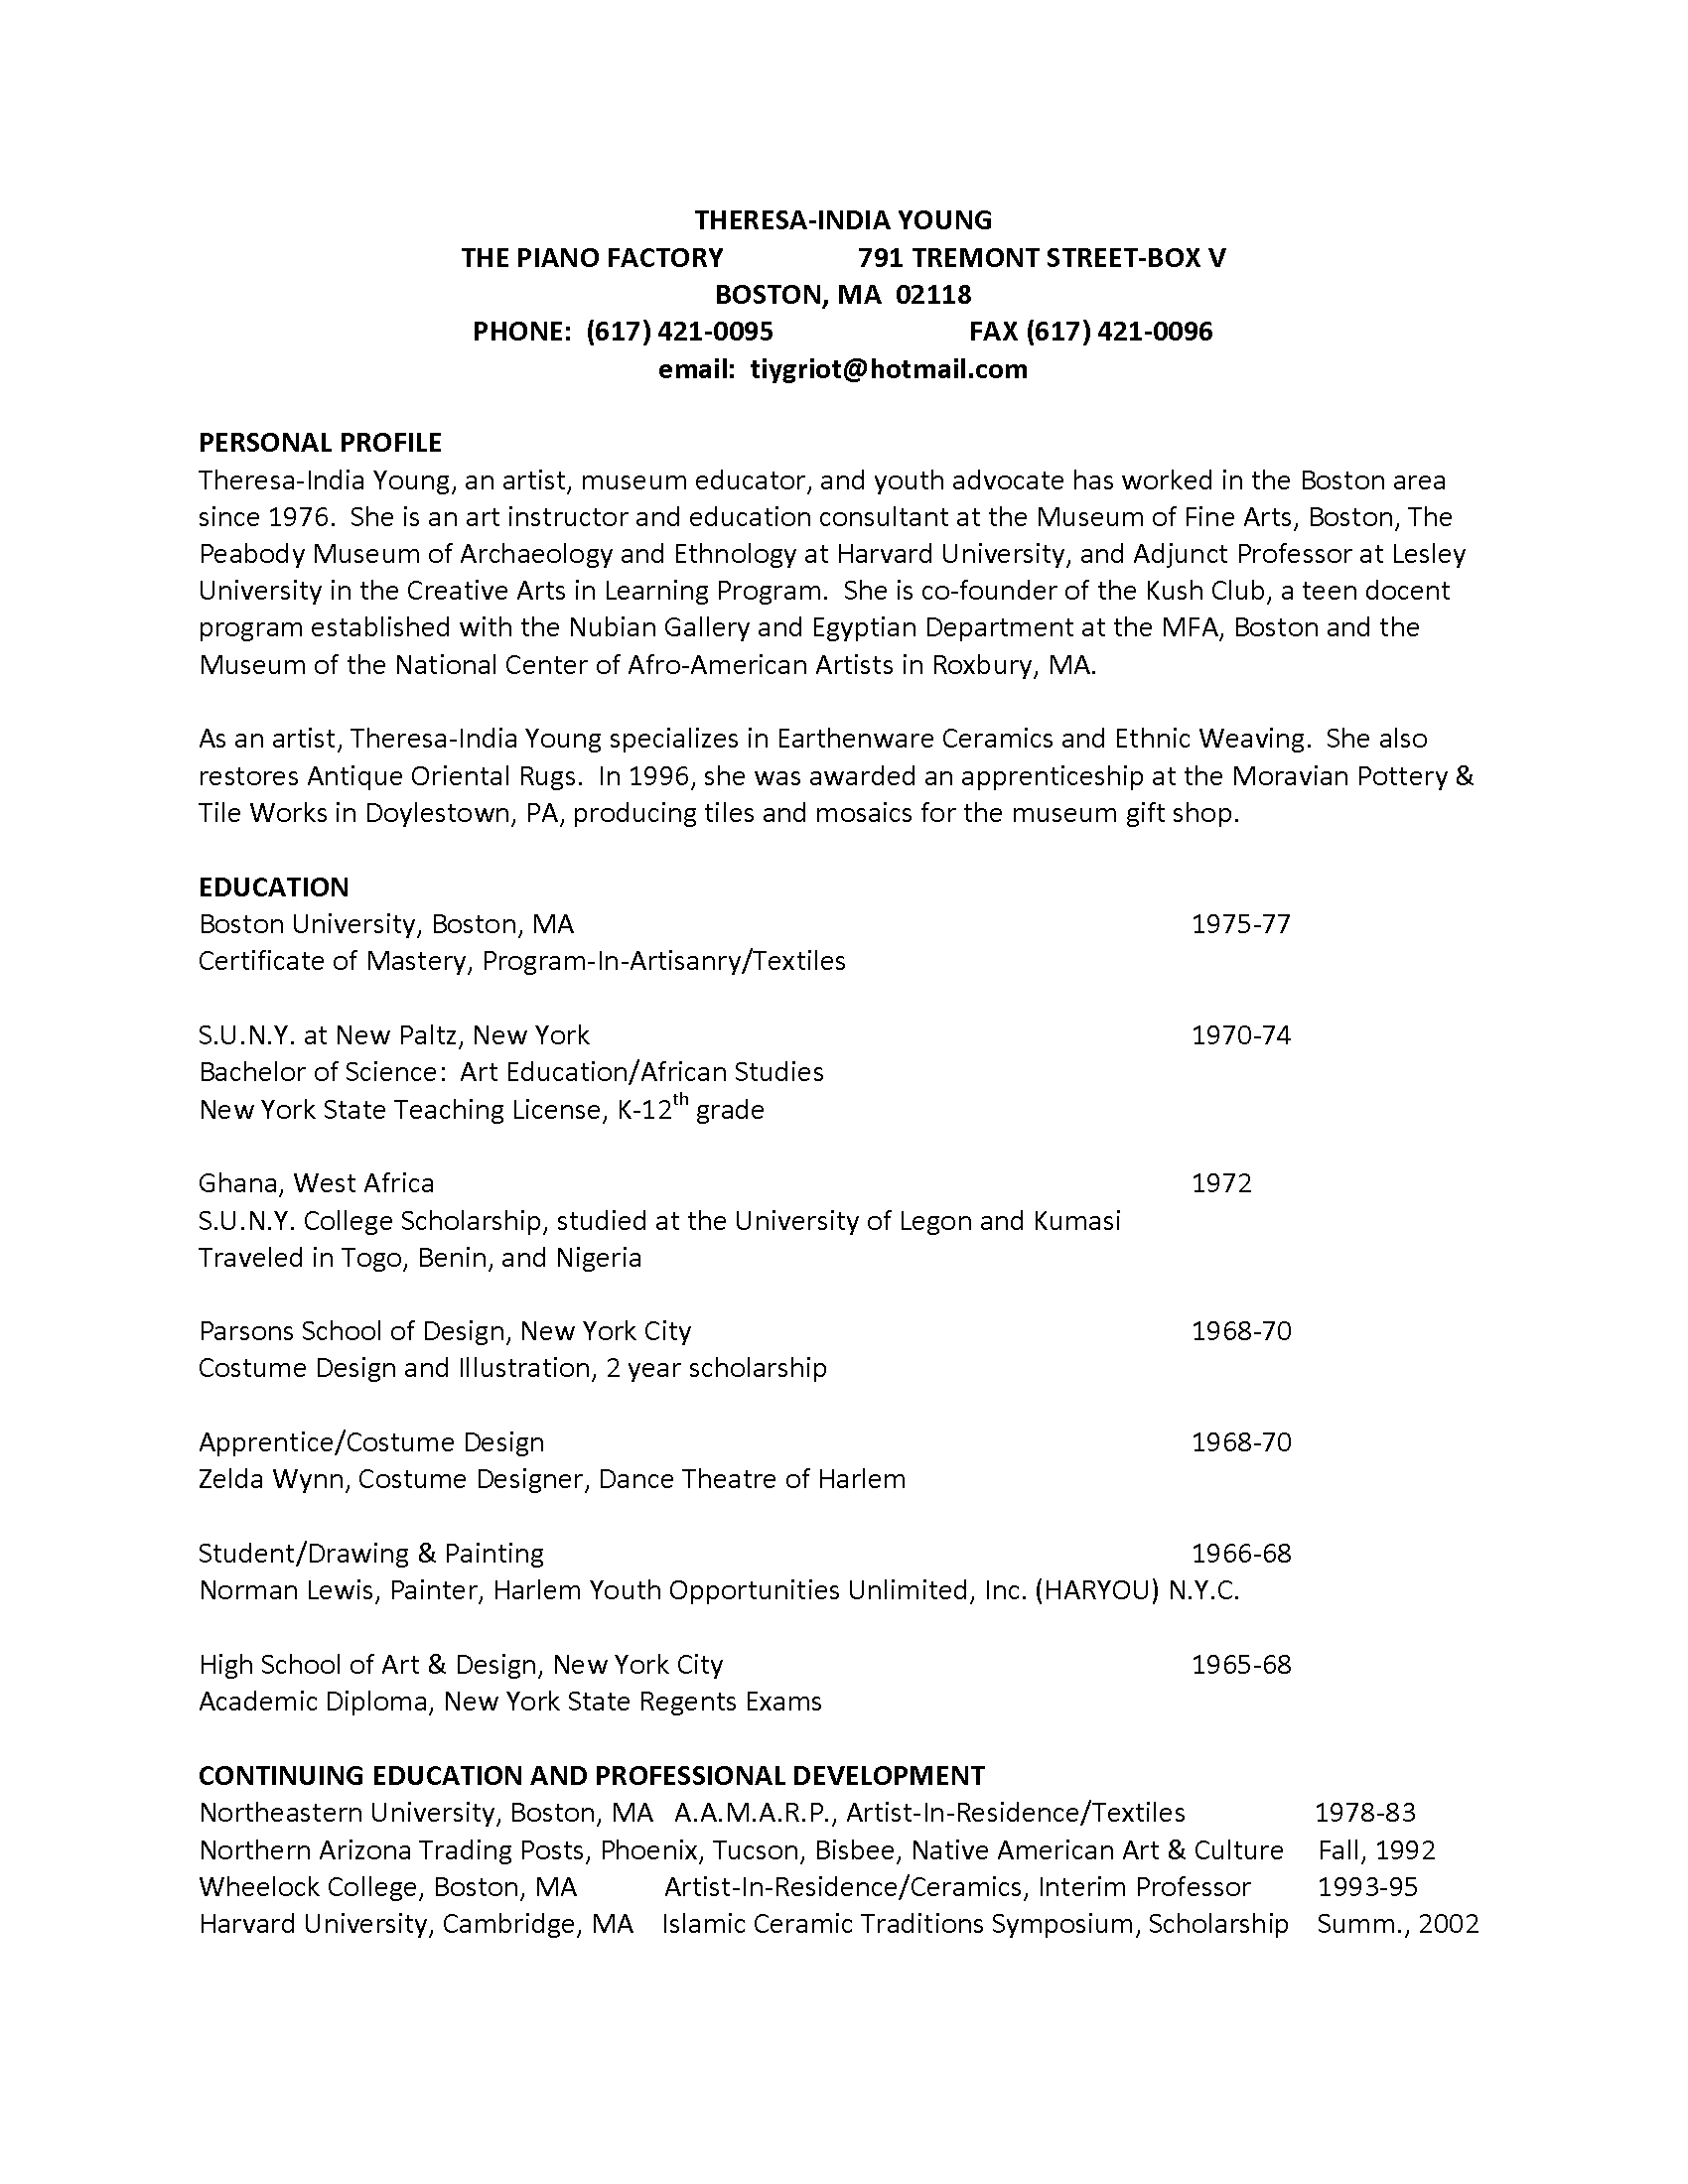 THERESA-INDIA YOUNG
THE PIANO FACTORY 791 TREMONT STREET-BOX V
BOSTON, MA 02118
PHONE: (617) 421-0095 FAX (617) 421-0096
email: tiygriot@hotmail.com
PERSONAL PROFILE
Theresa-India Young, an artist, museum educator, and youth advocate has worked in the Boston area
since 1976. She is an art instructor and education consultant at the Museum of Fine Arts, Boston, The
Peabody Museum of Archaeology and Ethnology at Harvard University, and Adjunct Professor at Lesley
University in the Creative Arts in Learning Program. She is co-founder of the Kush Club, a teen docent
program established with the Nubian Gallery and Egyptian Department at the MFA, Boston and the
Museum of the National Center of Afro-American Artists in Roxbury, MA.
As an artist, Theresa-India Young specializes in Earthenware Ceramics and Ethnic Weaving. She also
restores Antique Oriental Rugs. In 1996, she was awarded an apprenticeship at the Moravian Pottery &
Tile Works in Doylestown, PA, producing tiles and mosaics for the museum gift shop.
EDUCATION
Boston University, Boston, MA 1975-77
Certificate of Mastery, Program-In-Artisanry/Textiles
S.U.N.Y. at New Paltz, New York 1970-74
Bachelor of Science: Art Education/African Studies
New York State Teaching License, K-12th grade
Ghana, West Africa 1972
S.U.N.Y. College Scholarship, studied at the University of Legon and Kumasi
Traveled in Togo, Benin, and Nigeria
Parsons School of Design, New York City 1968-70
Costume Design and Illustration, 2 year scholarship
Apprentice/Costume Design 1968-70
Zelda Wynn, Costume Designer, Dance Theatre of Harlem
Student/Drawing & Painting 1966-68
Norman Lewis, Painter, Harlem Youth Opportunities Unlimited, Inc. (HARYOU) N.Y.C.
High School of Art & Design, New York City 1965-68
Academic Diploma, New York State Regents Exams
CONTINUING EDUCATION AND PROFESSIONAL DEVELOPMENT
Northeastern University, Boston, MA A.A.M.A.R.P., Artist-In-Residence/Textiles 1978-83
Northern Arizona Trading Posts, Phoenix, Tucson, Bisbee, Native American Art & Culture Fall, 1992
Wheelock College, Boston, MA Artist-In-Residence/Ceramics, Interim Professor 1993-95
Harvard University, Cambridge, MA Islamic Ceramic Traditions Symposium, Scholarship Summ., 2002